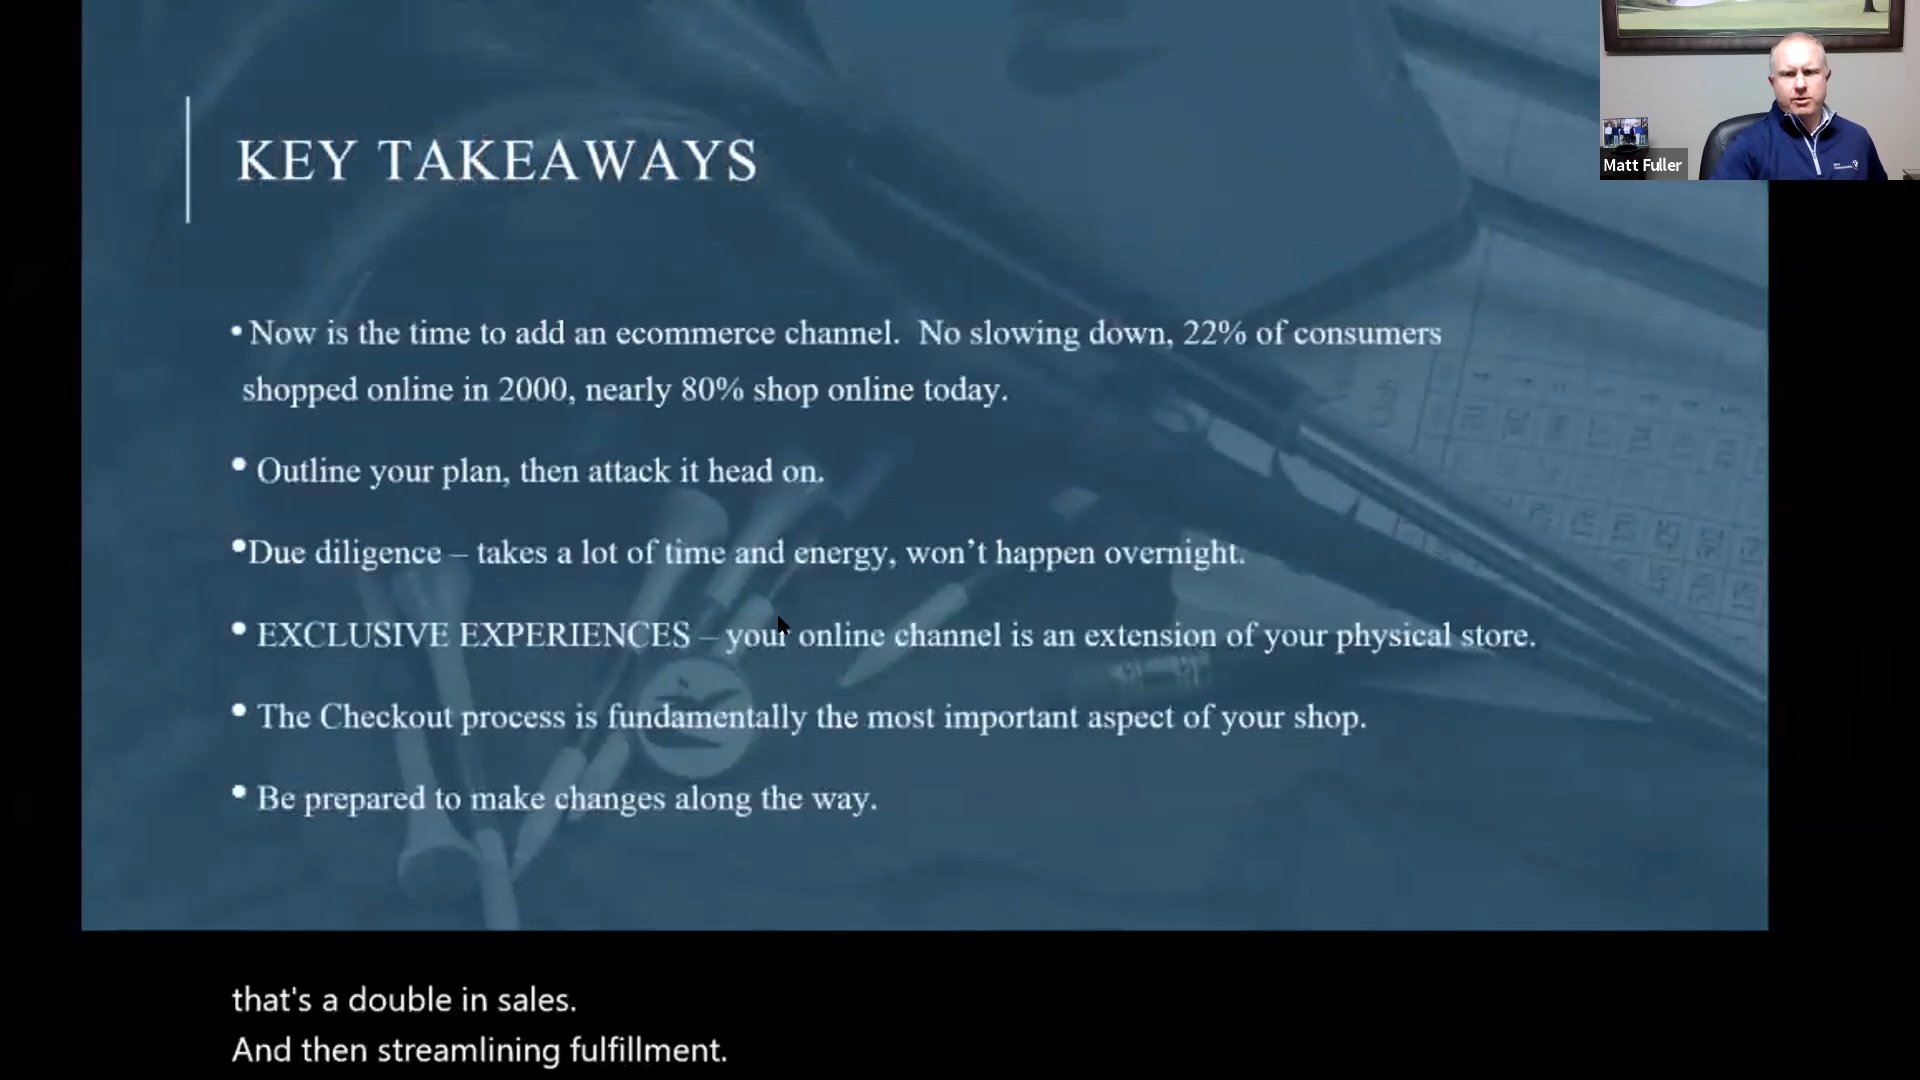 KEY TAKEAWAYS
• Now is the time to add an ecommerce channel.  No slowing down, 22% of consumers
shopped online in 2000, nearly 80% shop online today.
• Outline your plan, then attack it head on.
•Due diligence – takes a lot of time and energy, won’t happen overnight.
• EXCLUSIVE EXPERIENCES – your online channel is an extension of your physical store.
• The Checkout process is fundamentally the most important aspect of your shop.
• Be prepared to make changes along the way.
Matt Fuller
that's a double in sales.
And then streamlining fulfillment.